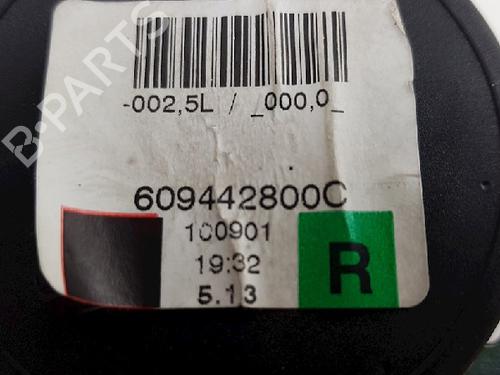 -002,5L / _000,0_
609442800C
100901
19:32
5.13
R
B-PARTS